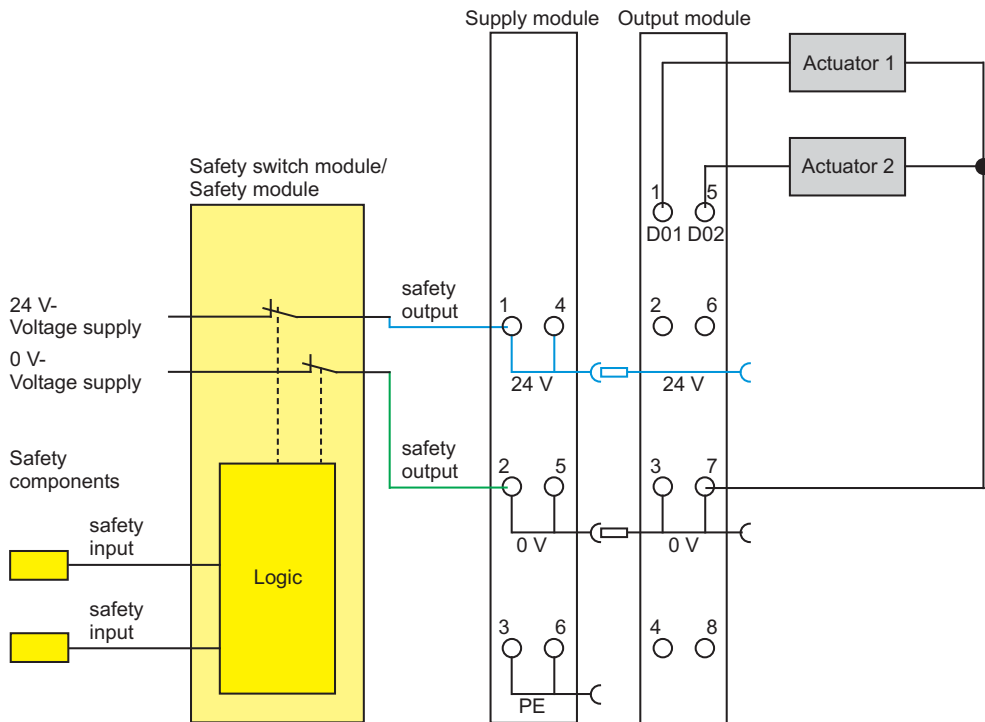 Supply module
Output module
Actuator 1
Actuator 2
Safety switch module/
Safety module
1
5
D01
D02
24 V-
Voltage supply
safety
output
1
4
2
6
0 V-
Voltage supply
24 V
24 V
Safety
components
safety
output
2
5
3
7
safety
input
0 V
0 V
Logic
safety
input
3
6
4
8
PE